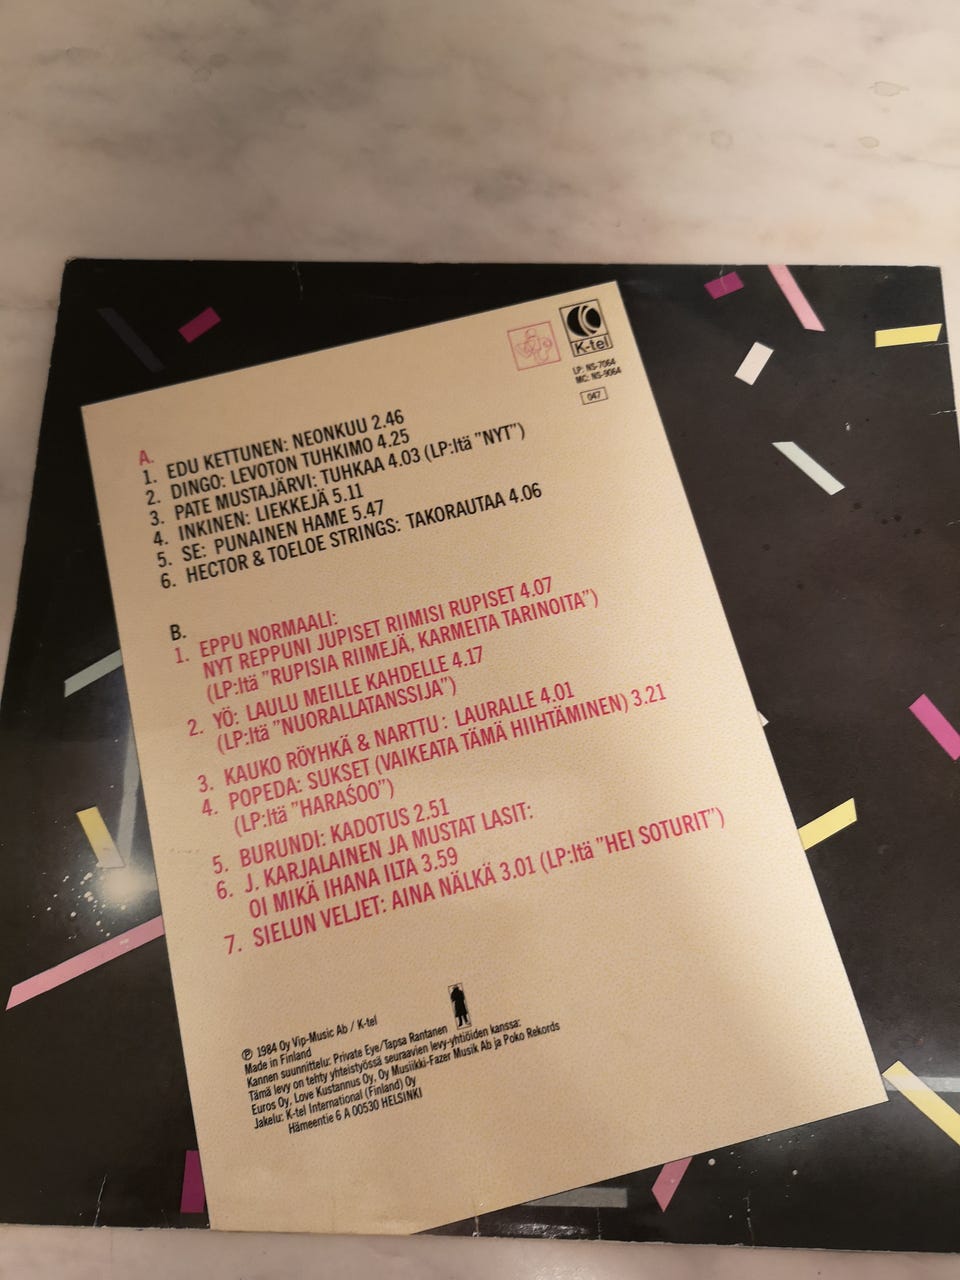 K-tel
LP: NS-7064
MC: NS-9064
047
A.
1. EDU KETTUNEN: NEONKUU 2.46
2. DINGO: LEVOTON TUHKIMO 4.25
3. PATE MUSTAJÄRVI: TUHKAA 4.03 (LP:ltä ”NYT”)
4. INKINEN: LIEKKEJÄ 5.11
5. SE: PUNAINEN HAME 5.47
6. HECTOR & TOELOE STRINGS: TAKORAUTAA 4.06
B.
1. EPPU NORMAALI:
NYT REPPUNI JUPISET RIIMISI RUPISET 4.07
(LP:ltä ”RUPISIA RIIMEJÄ, KARMEITA TARINOITA”)
2. YÖ: LAULU MEILLE KAHDELLE 4.17
(LP:ltä ”NUORALLATANSSIJA”)
3. KAUKO RÖYHKÄ & NARTTU: LAURALLE 4.01
4. POPEDA: SUKSET (VAIKEATA TÄMÄ HIIHTÄMINEN) 3.21
(LP:ltä ”HARAŚOO”)
5. BURUNDI: KADOTUS 2.51
6. J. KARJALAINEN JA MUSTAT LASIT:
OI MIKÄ IHANA ILTA 3.59
7. SIELUN VELJET: AINA NÄLKÄ 3.01 (LP:ltä ”HEI SOTURIT”)
℗ 1984 Oy Vip-Music Ab / K-tel
Made in Finland
Kannen suunnittelu: Private Eye/Tapsa Rantanen
Tämä levy on tehty yhteistyössä seuraavien levy-yhtiöiden kanssa:
Euros Oy, Love Kustannus Oy, Oy Musiikki-Fazer Musik Ab ja Poko Rekords
Jakelu: K-tel International (Finland) Oy
Hämeentie 6 A 00530 HELSINKI